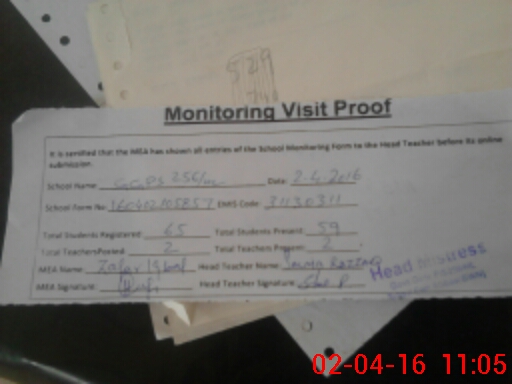 529
Monitoring Visit Proof
It is certified that the MEA has shown all entries of the School Monitoring Form to the Head Teacher before its online
submission.
School Name: GGPS 256/ Date: 2.4.2016
School Form No: 160402105857 EMIS Code: 31130311
Total Students Registered: 65 Total Students Present: 59
Total Teachers Posted: 2 Total Teachers Present: 2
MEA Name: Zafar Iqbal Head Teacher Name:
MEA Signature: Head Teacher Signature:
Head Mistress
02-04-16 11:05